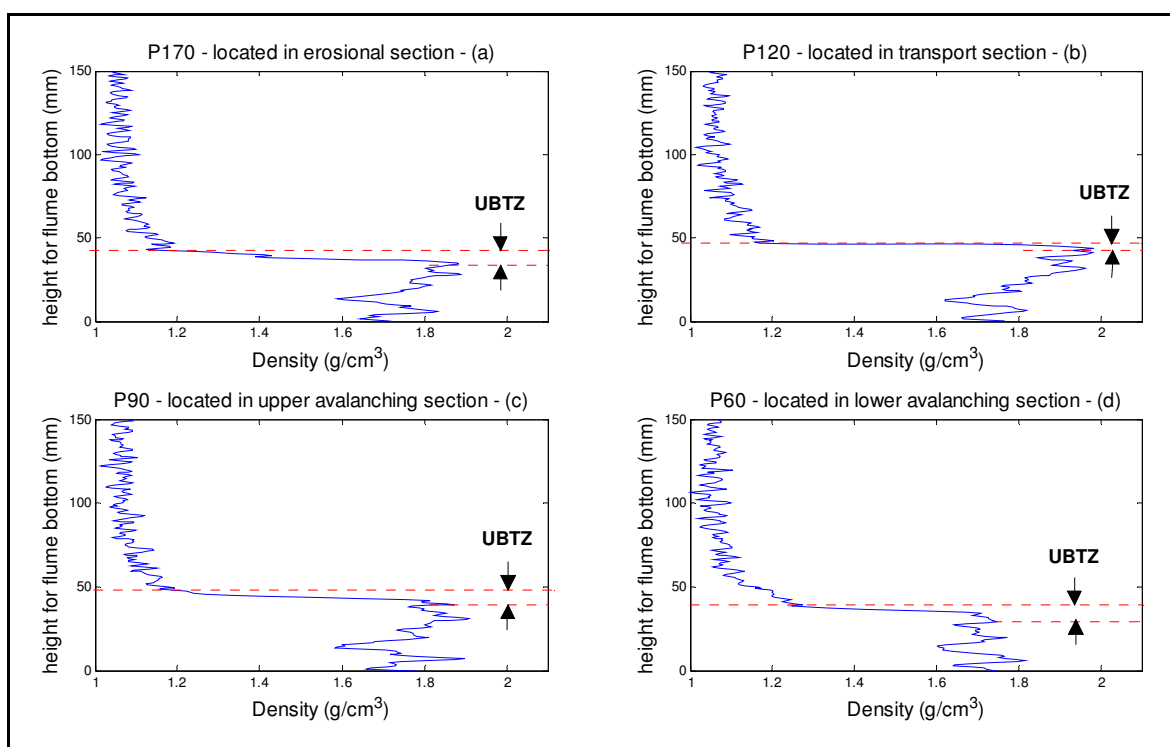 P170 - located in erosional section - (a)
150
100
50
0
height for flume bottom (mm)
UBTZ
1 1.2 1.4 1.6 1.8 2
Density (g/cm³)
P120 - located in transport section - (b)
150
100
50
0
height for flume bottom (mm)
UBTZ
1 1.2 1.4 1.6 1.8 2
Density (g/cm³)
P90 - located in upper avalanching section - (c)
150
100
50
0
height for flume bottom (mm)
UBTZ
1 1.2 1.4 1.6 1.8 2
Density (g/cm³)
P60 - located in lower avalanching section - (d)
150
100
50
0
height for flume bottom (mm)
UBTZ
1 1.2 1.4 1.6 1.8 2
Density (g/cm³)